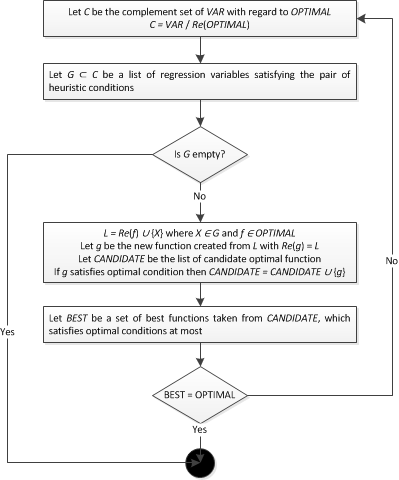 Let C be the complement set of VAR with regard to OPTIMAL
C = VAR / Re(OPTIMAL)
Let G ⊂ C be a list of regression variables satisfying the pair of
heuristic conditions
Is G empty?
No
L = Re(f) ∪ {X} where X ∈ G and f ∈ OPTIMAL
Let g be the new function created from L with Re(g) = L
Let CANDIDATE be the list of candidate optimal function
If g satisfies optimal condition then CANDIDATE = CANDIDATE ∪ {g}
No
Let BEST be a set of best functions taken from CANDIDATE, which
satisfies optimal conditions at most
Yes
BEST = OPTIMAL
Yes